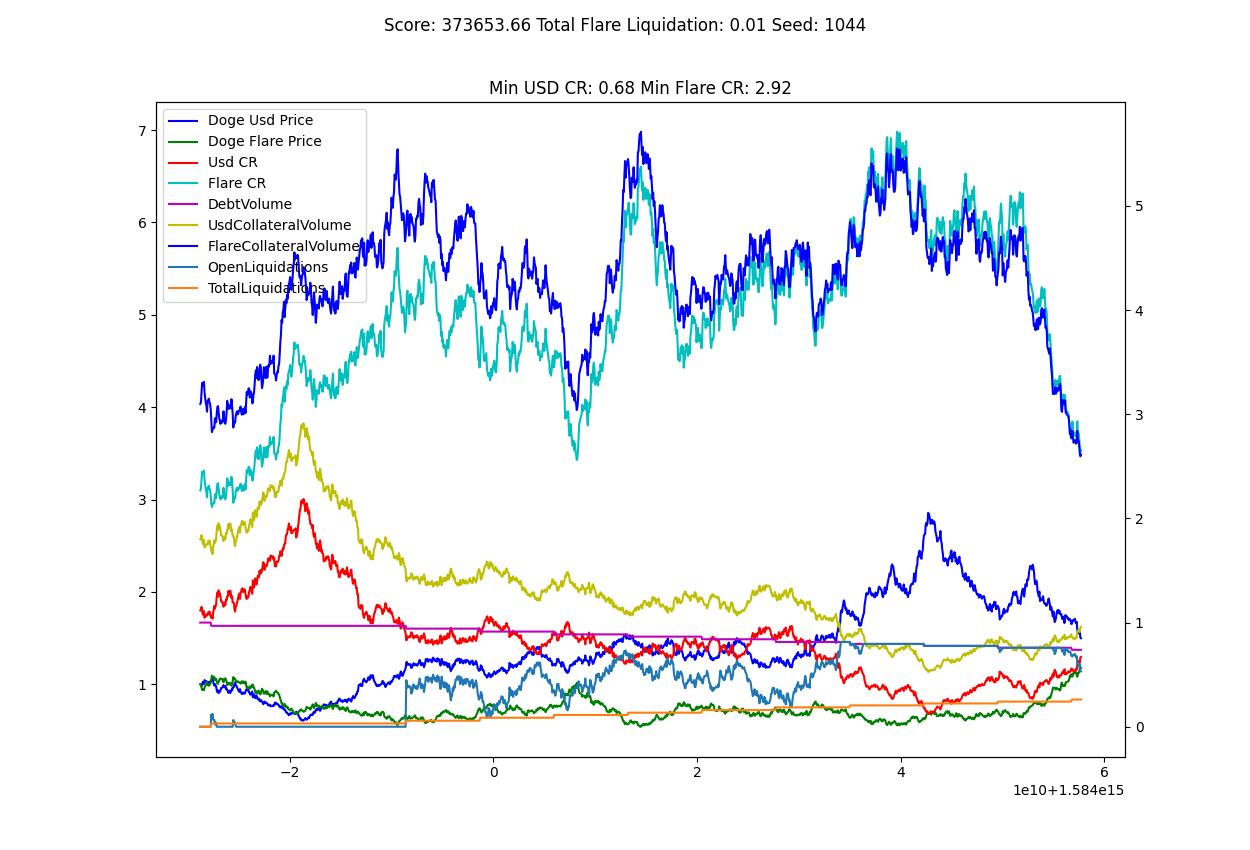 Score: 373653.66 Total Flare Liquidation: 0.01 Seed: 1044
Min USD CR: 0.68 Min Flare CR: 2.92
Doge Usd Price
Doge Flare Price
Usd CR
Flare CR
DebtVolume
UsdCollateralVolume
FlareCollateralVolume
OpenLiquidations
TotalLiquidations
7
6
5
4
3
2
1
5
4
3
2
1
0
−2
0
2
4
6
1e10+1.584e15